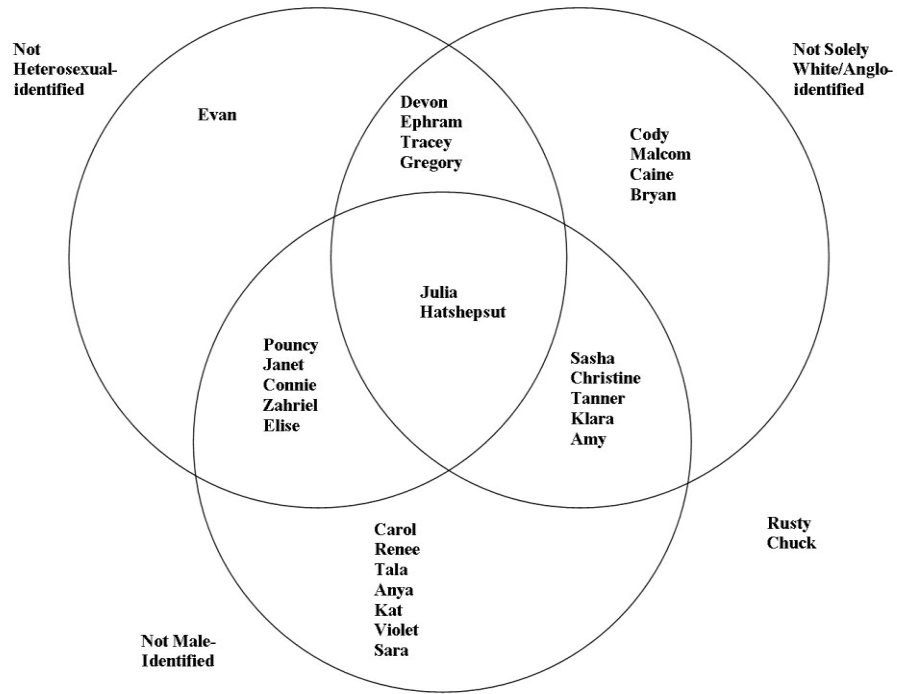 Not
Heterosexual-
identified
Not Solely
White/Anglo-
identified
Evan
Devon
Ephram
Tracey
Gregory
Cody
Malcom
Caine
Bryan
Julia
Hatshepsut
Pouncy
Janet
Connie
Zahriel
Elise
Sasha
Christine
Tanner
Klara
Amy
Carol
Renee
Tala
Anya
Kat
Violet
Sara
Rusty
Chuck
Not Male-
Identified